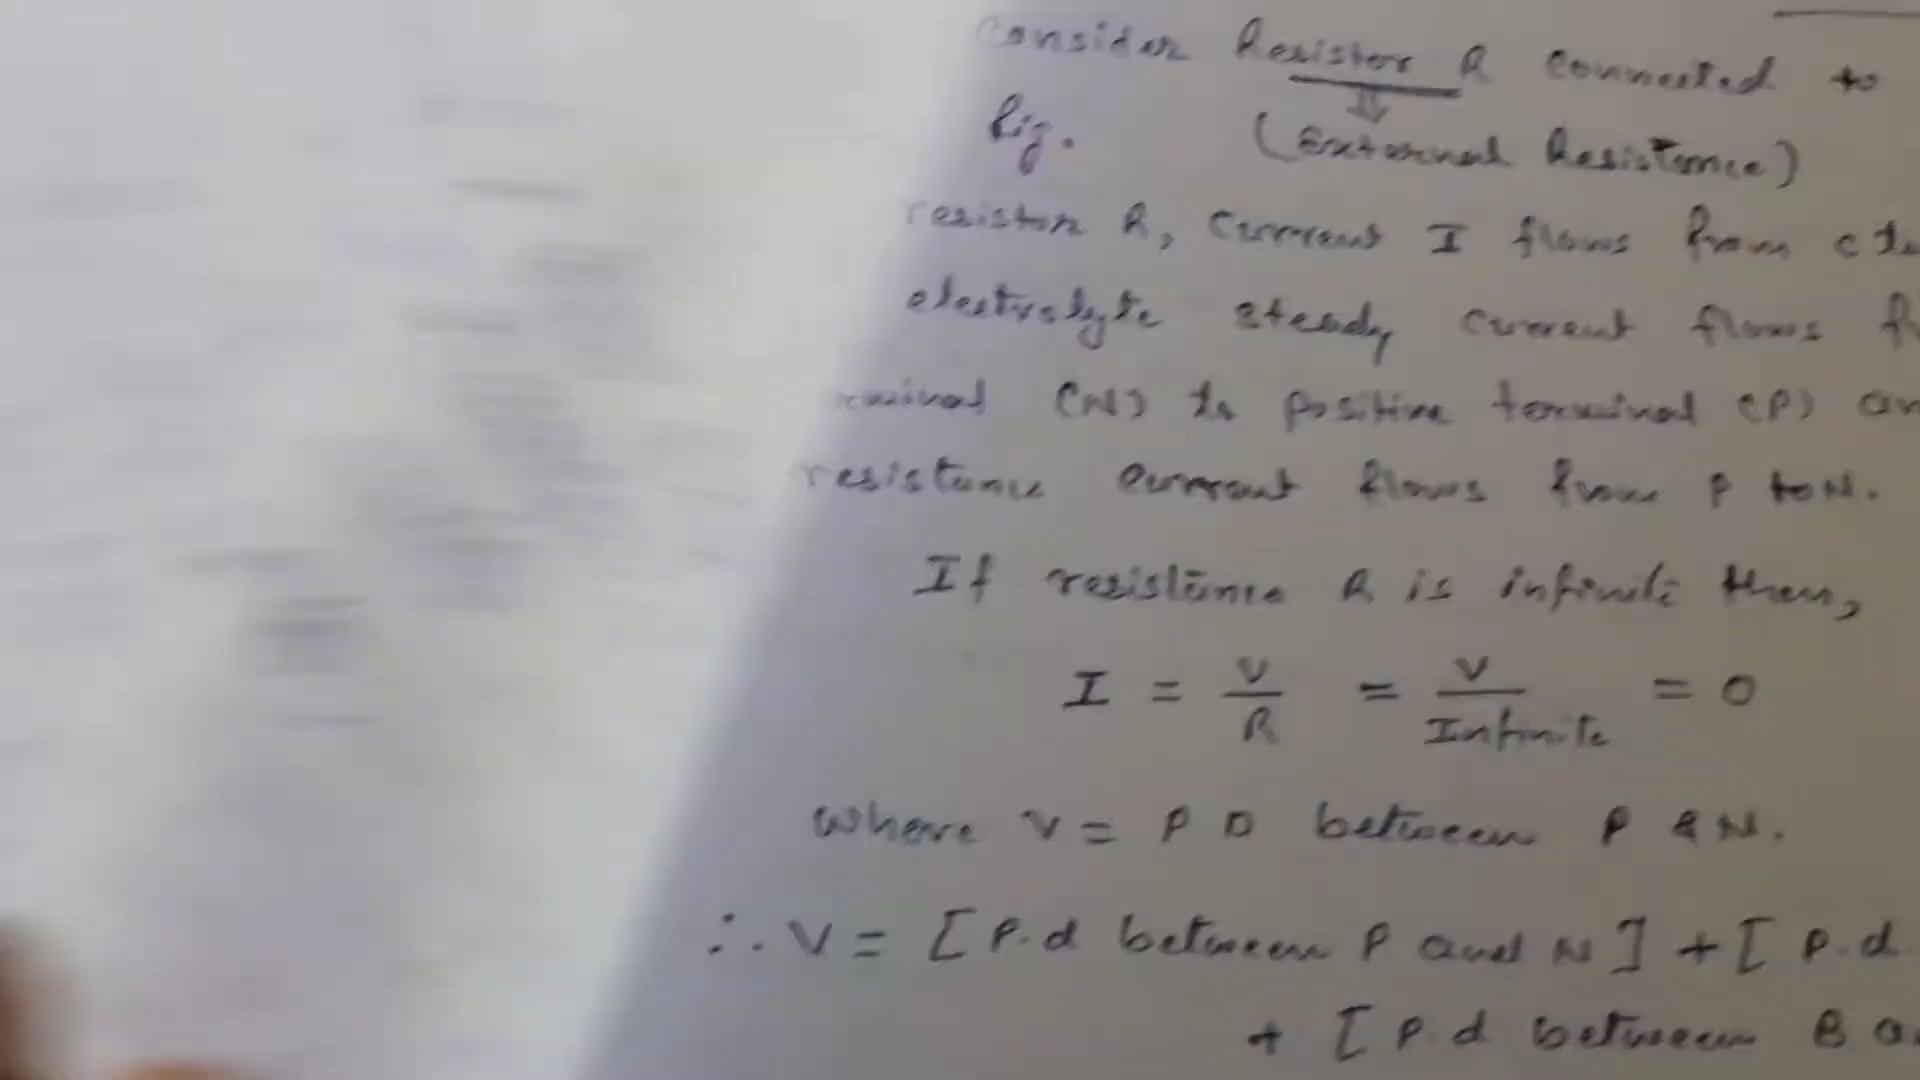 Consider Resistor R connected to
fig. (External Resistance)
resistor R, Current I flows from c
electrolyte steady current flows
(N) to positive terminal (P)
resistance current flows from P to N.
If resistance R is infinite then,
I = V/R = V/Infinite = 0
where V = P D between P & N.
∴ V = [P.d between P and N] + [P.d
+ [P.d between B